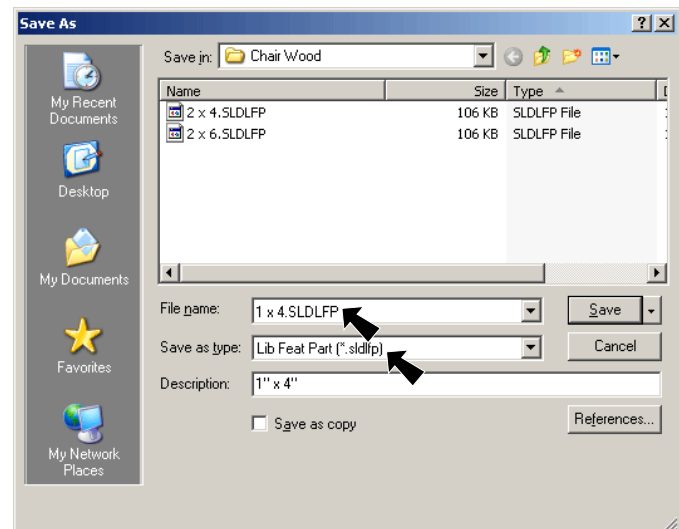 Save As
Save in: Chair Wood
My Recent
Documents
Desktop
My Documents
Favorites
My Network
Places
Name Size Type
2 x 4.SLDLFP 106 KB SLDLFP File
2 x 6.SLDLFP 106 KB SLDLFP File
File name: 1 x 4.SLDLFP Save
Save as type: Lib Feat Part (*.sldlfp) Cancel
Description: 1" x 4"
Save as copy References...